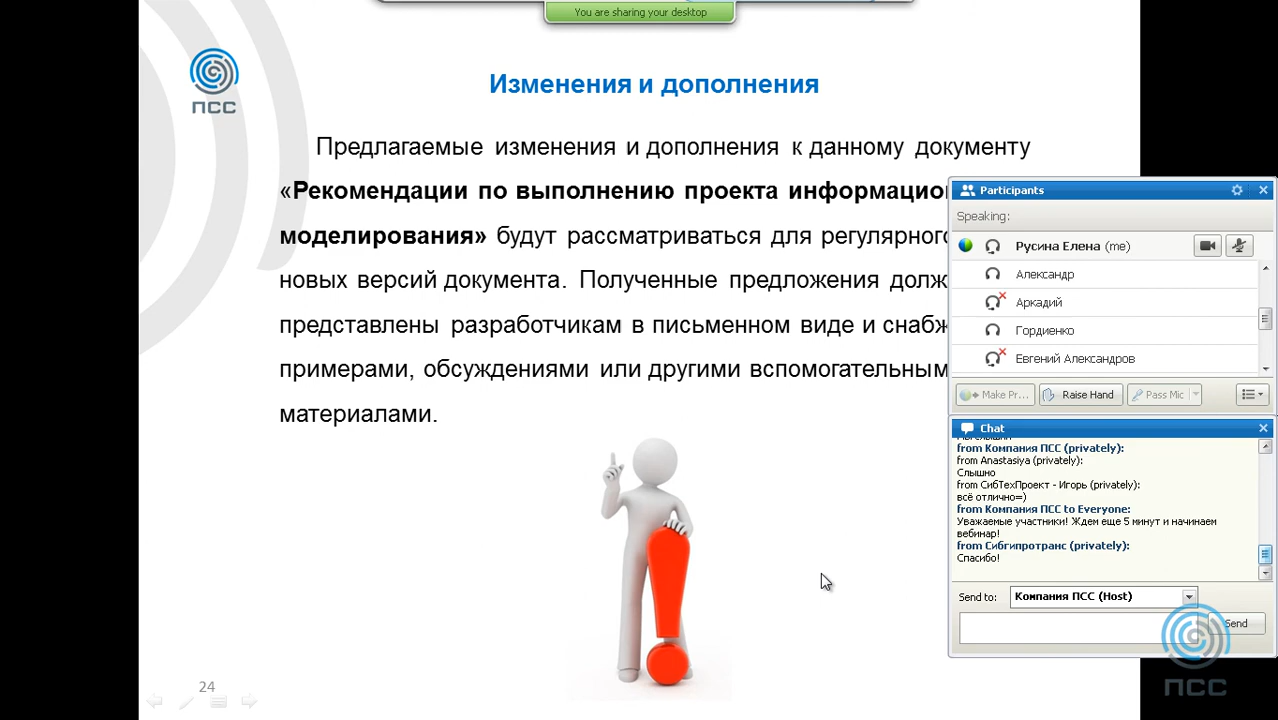 You are sharing your desktop
ПСС
Изменения и дополнения
Предлагаемые изменения и дополнения к данному документу
«Рекомендации по выполнению проекта информацион
моделирования» будут рассматриваться для регулярного
новых версий документа. Полученные предложения долж
представлены разработчикам в письменном виде и снабж
примерами, обсуждениями или другими вспомогательным
материалами.
24
Participants
Speaking:
Русина Елена (me)
Александр
Аркадий
Гордиенко
Евгений Александров
Make Pr... Raise Hand Pass Mic
Chat
from Компания ПСС (privately):
from Anastasiya (privately):
Слышно
from СибТехПроект - Игорь (privately):
всё отлично=)
from Компания ПСС to Everyone:
Уважаемые участники! Ждем еще 5 минут и начинаем
вебинар!
from Сибгипротранс (privately):
Спасибо!
Send to: Компания ПСС (Host)
Send
ПСС